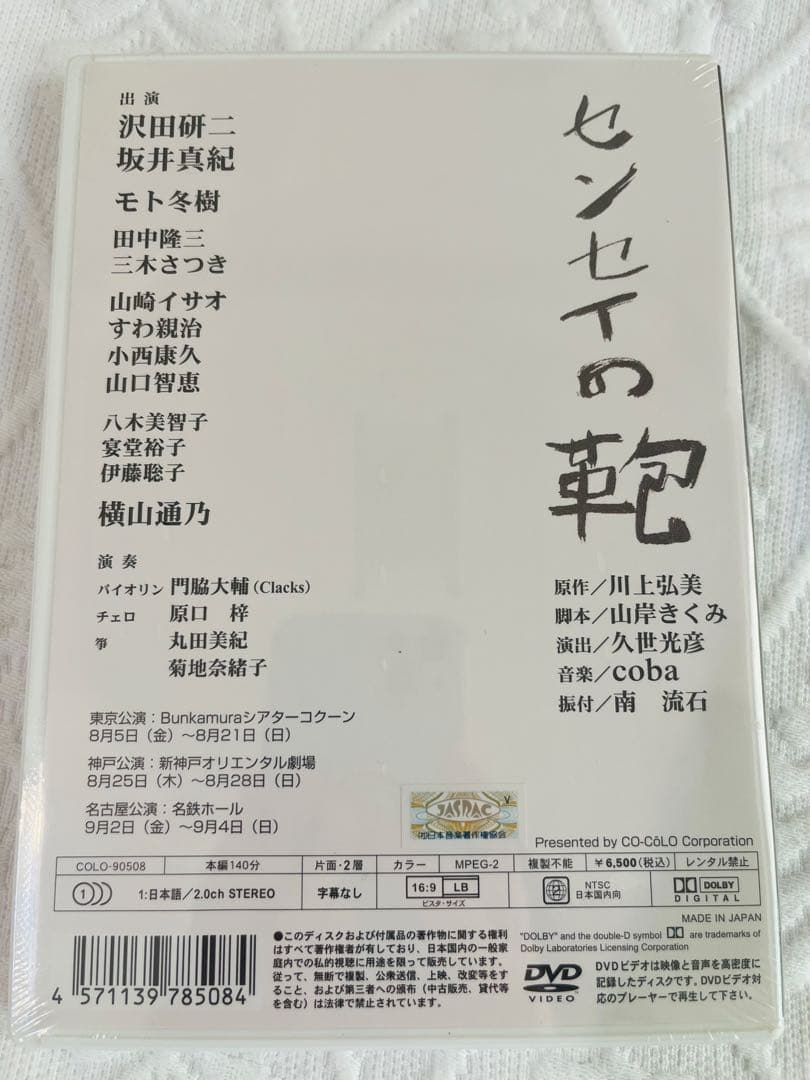 センセイの鞄
出演
沢田研二
坂井真紀
モト冬樹
田中隆三
三木さつき
山崎イサオ
すわ親治
小西康久
山口智恵
八木美智子
宴堂裕子
伊藤聡子
横山通乃
演奏
バイオリン 門脇大輔(Clacks)
チェロ 原口 梓
箏 丸田美紀
菊地奈緒子
原作／川上弘美
脚本／山岸きくみ
演出／久世光彦
音楽／coba
振付／南 流石
東京公演：Bunkamuraシアターコクーン
8月5日（金）～8月21日（日）
神戸公演：新神戸オリエンタル劇場
8月25日（木）～8月28日（日）
名古屋公演：名鉄ホール
9月2日（金）～9月4日（日）
V
JASRAC
(社)日本音楽著作権協会
Presented by CO-CōLO Corporation
COLO-90508 本編140分 片面・2層 カラー MPEG-2 複製不能 ￥6,500(税込) レンタル禁止
1 1:日本語／2.0ch STEREO 字幕なし 16:9 LB ビスタ・サイズ 2 NTSC 日本国内向 DOLBY DIGITAL
MADE IN JAPAN
"DOLBY" and the double-D symbol are trademarks of
Dolby Laboratories Licensing Corporation
●このディスクおよび付属品の著作物に関する権利
はすべて著作権者が有しており、日本国内の一般家
庭内での私的視聴に用途を限って販売しています。
従って、無断で複製、公衆送信、上映、改変等をす
ること、および第三者への頒布（中古販売、貸代等
を含む）は法律で禁止されています。
DVD VIDEO
DVDビデオは映像と音声を高密度に
記録したディスクです。DVDビデオ対
応のプレーヤーで再生して下さい。
4 571139 785084